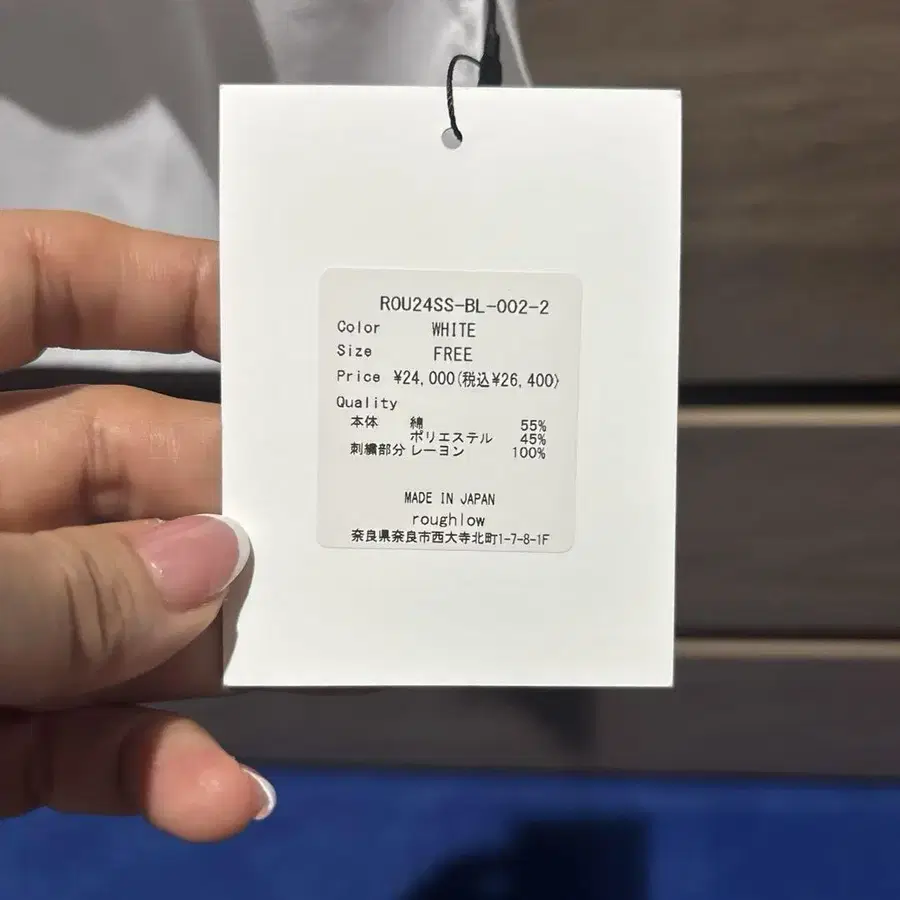 ROU24SS-BL-002-2
Color WHITE
Size FREE
Price ¥24,000(税込¥26,400)
Quality
本体 綿 55%
ポリエステル 45%
刺繍部分 レーヨン 100%
MADE IN JAPAN
roughlow
奈良県奈良市西大寺北町1-7-8-1F